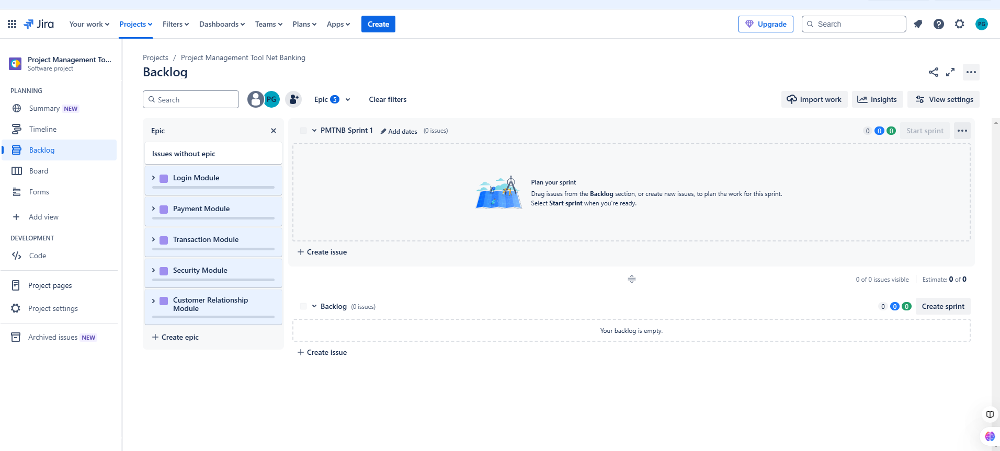 Jira
Your work
Projects
Filters
Dashboards
Teams
Plans
Apps
Create
Upgrade
Search
PG
Project Management To...
Software project
PLANNING
Summary NEW
Timeline
Backlog
Board
Forms
Add view
DEVELOPMENT
Code
Project pages
Project settings
Archived issues NEW
Projects / Project Management Tool Net Banking
Backlog
Search
PG
Epic 5
Clear filters
Import work
Insights
View settings
Epic
Issues without epic
Login Module
Payment Module
Transaction Module
Security Module
Customer Relationship
Module
+ Create epic
PMTNB Sprint 1 Add dates (0 issues)
0 0 0 Start sprint
Plan your sprint
Drag issues from the Backlog section, or create new issues, to plan the work for this sprint.
Select Start sprint when you're ready.
+ Create issue
0 of 0 issues visible Estimate: 0 of 0
Backlog (0 issues)
0 0 0 Create sprint
Your backlog is empty.
+ Create issue